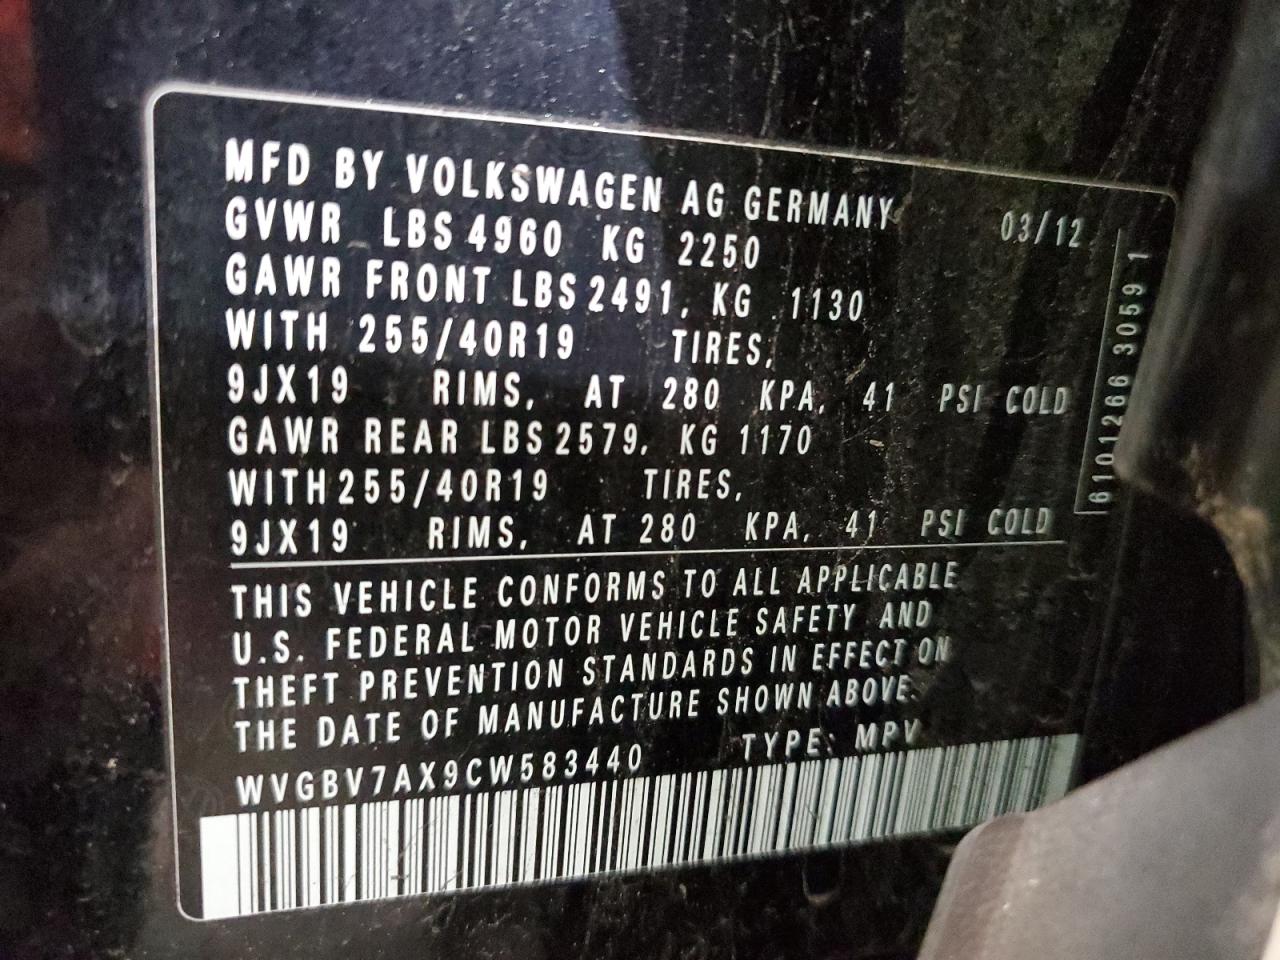 MFD BY VOLKSWAGEN AG GERMANY 03/12
GVWR LBS 4960 KG 2250
GAWR FRONT LBS 2491, KG 1130
WITH 255/40R19 TIRES,
9JX19 RIMS, AT 280 KPA, 41 PSI COLD
GAWR REAR LBS 2579, KG 1170
WITH 255/40R19 TIRES,
9JX19 RIMS, AT 280 KPA, 41 PSI COLD
THIS VEHICLE CONFORMS TO ALL APPLICABLE
U.S. FEDERAL MOTOR VEHICLE SAFETY AND
THEFT PREVENTION STANDARDS IN EFFECT ON
THE DATE OF MANUFACTURE SHOWN ABOVE.
WVGBV7AX9CW583440 TYPE: MPV
6101266 3059 1